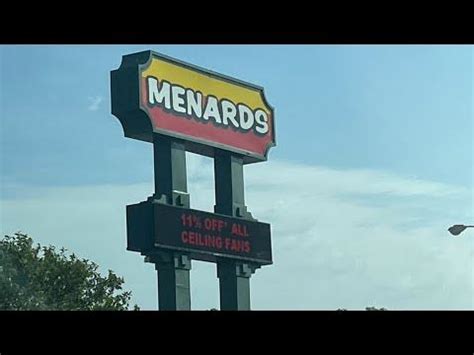 MENARDS
11% OFF* ALL
CEILING FANS